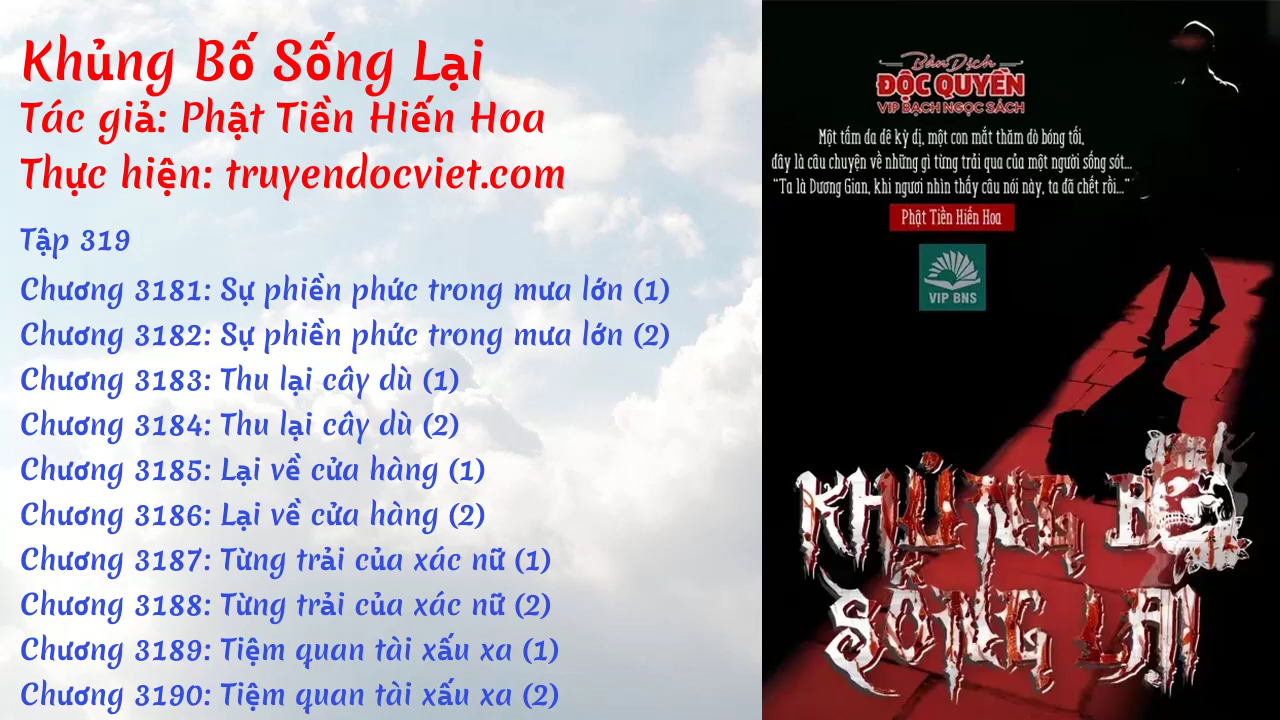 Khủng Bố Sống Lại
Tác giả: Phật Tiền Hiến Hoa
Thực hiện: truyendocviet.com
Tập 319
Chương 3181: Sự phiền phức trong mưa lớn (1)
Chương 3182: Sự phiền phức trong mưa lớn (2)
Chương 3183: Thu lại cây dù (1)
Chương 3184: Thu lại cây dù (2)
Chương 3185: Lại về cửa hàng (1)
Chương 3186: Lại về cửa hàng (2)
Chương 3187: Từng trải của xác nữ (1)
Chương 3188: Từng trải của xác nữ (2)
Chương 3189: Tiệm quan tài xấu xa (1)
Chương 3190: Tiệm quan tài xấu xa (2)
Bản Dịch
ĐỘC QUYỀN
VIP BẠCH NGỌC SÁCH
Một tấm da dê kỳ dị, một con mắt thăm dò bóng tối,
đây là câu chuyện về những gì từng trải qua của một người sống sót...
“Ta là Dương Gian, khi ngươi nhìn thấy câu nói này, ta đã chết rồi...”
Phật Tiền Hiến Hoa
VIP BNS
KHỦNG BỐ
SỐNG LẠI